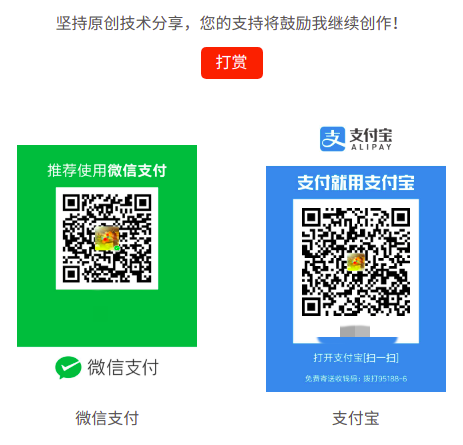 坚持原创技术分享，您的支持将鼓励我继续创作！
打赏
推荐使用微信支付
微信支付
微信支付
支付宝
ALIPAY
支付就用支付宝
打开支付宝[扫一扫]
免费寄送收钱码：拨打95188-6
支付宝